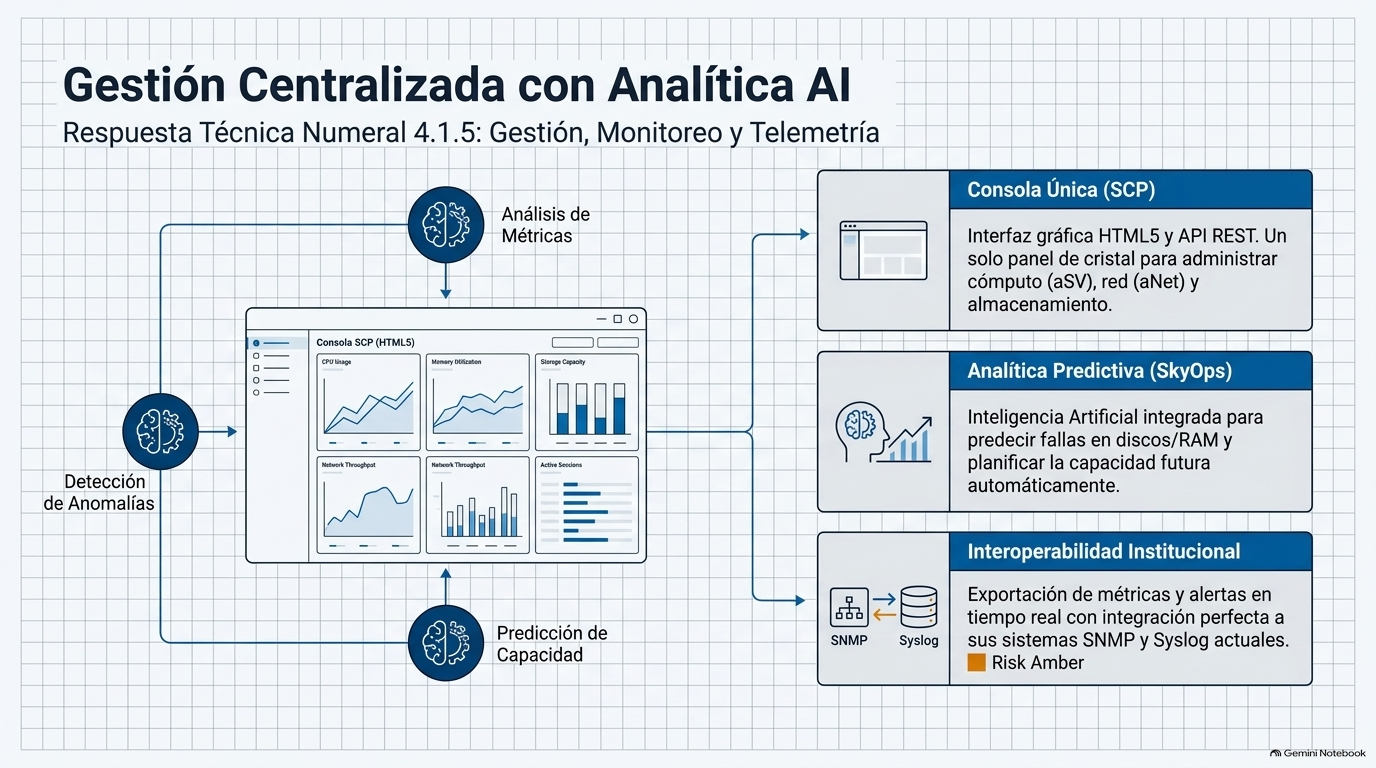 Gestión Centralizada con Analítica AI
Respuesta Técnica Numeral 4.1.5: Gestión, Monitoreo y Telemetría
Análisis de
Métricas
Detección
de Anomalías
Predicción de
Capacidad
Consola SCP (HTML5)
CPU Usage
Memory Utilization
Storage Capacity
Network Throughput
Network Throughput
Active Seccions
Consola Única (SCP)
Interfaz gráfica HTML5 y API REST. Un
solo panel de cristal para administrar
cómputo (aSV), red (aNet) y
almacenamiento.
Analítica Predictiva (SkyOps)
Inteligencia Artificial integrada para
predecir fallas en discos/RAM y
planificar la capacidad futura
automáticamente.
Interoperabilidad Institucional
SNMP
Syslog
Exportación de métricas y alertas en
tiempo real con integración perfecta a
sus sistemas SNMP y Syslog actuales.
Risk Amber
Gemini Notebook